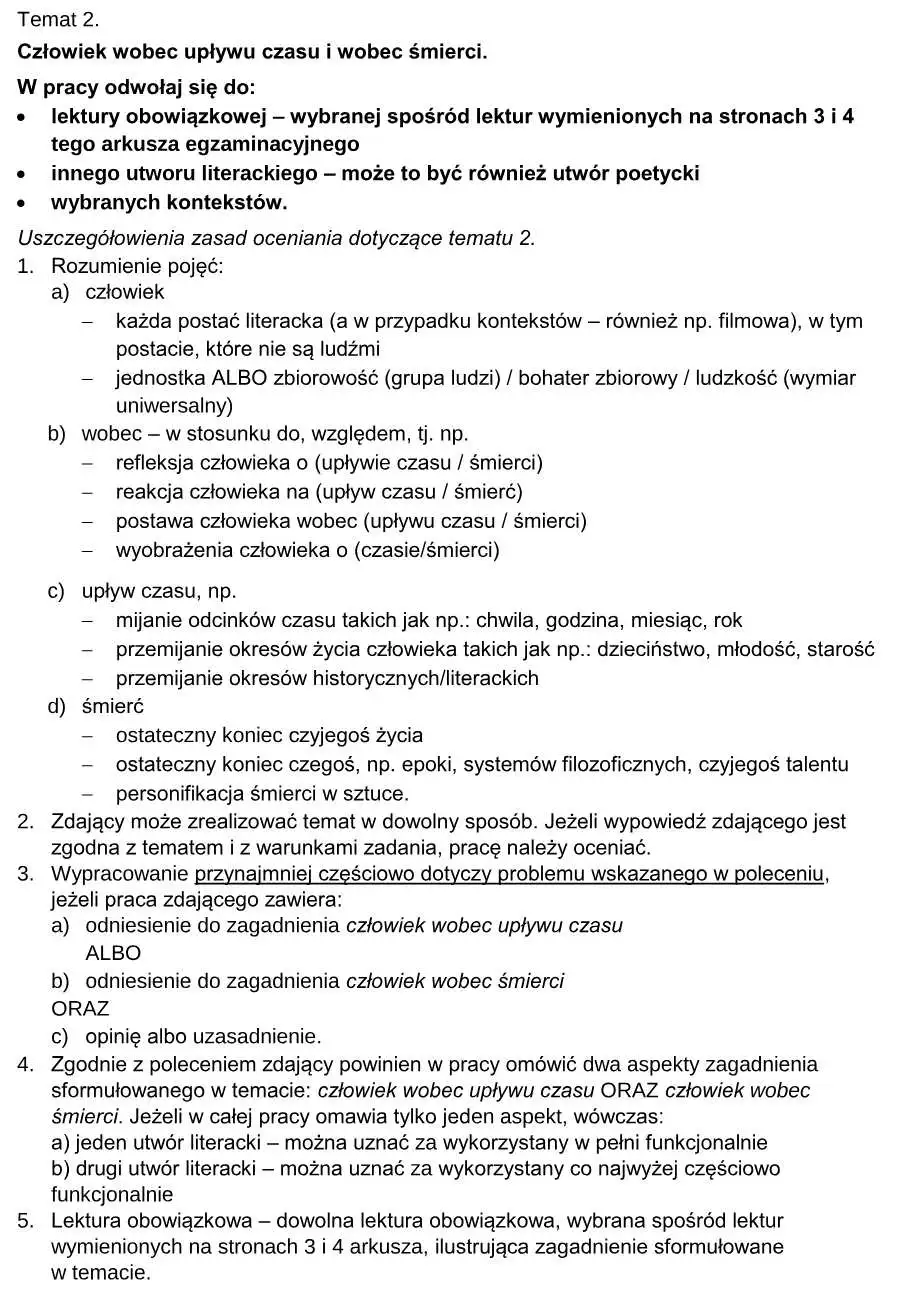 Temat 2.
Człowiek wobec upływu czasu i wobec śmierci.
W pracy odwołaj się do:
• lektury obowiązkowej – wybranej spośród lektur wymienionych na stronach 3 i 4
tego arkusza egzaminacyjnego
• innego utworu literackiego – może to być również utwór poetycki
• wybranych kontekstów.
Uszczegółowienia zasad oceniania dotyczące tematu 2.
1. Rozumienie pojęć:
a) człowiek
– każda postać literacka (a w przypadku kontekstów – również np. filmowa), w tym
postacie, które nie są ludźmi
– jednostka ALBO zbiorowość (grupa ludzi) / bohater zbiorowy / ludzkość (wymiar
uniwersalny)
b) wobec – w stosunku do, względem, tj. np.
– refleksja człowieka o (upływie czasu / śmierci)
– reakcja człowieka na (upływ czasu / śmierć)
– postawa człowieka wobec (upływu czasu / śmierci)
– wyobrażenia człowieka o (czasie/śmierci)
c) upływ czasu, np.
– mijanie odcinków czasu takich jak np.: chwila, godzina, miesiąc, rok
– przemijanie okresów życia człowieka takich jak np.: dzieciństwo, młodość, starość
– przemijanie okresów historycznych/literackich
d) śmierć
– ostateczny koniec czyjegoś życia
– ostateczny koniec czegoś, np. epoki, systemów filozoficznych, czyjegoś talentu
– personifikacja śmierci w sztuce.
2. Zdający może zrealizować temat w dowolny sposób. Jeżeli wypowiedź zdającego jest
zgodna z tematem i z warunkami zadania, pracę należy oceniać.
3. Wypracowanie przynajmniej częściowo dotyczy problemu wskazanego w poleceniu,
jeżeli praca zdającego zawiera:
a) odniesienie do zagadnienia człowiek wobec upływu czasu
ALBO
b) odniesienie do zagadnienia człowiek wobec śmierci
ORAZ
c) opinię albo uzasadnienie.
4. Zgodnie z poleceniem zdający powinien w pracy omówić dwa aspekty zagadnienia
sformułowanego w temacie: człowiek wobec upływu czasu ORAZ człowiek wobec
śmierci. Jeżeli w całej pracy omawia tylko jeden aspekt, wówczas:
a) jeden utwór literacki – można uznać za wykorzystany w pełni funkcjonalnie
b) drugi utwór literacki – można uznać za wykorzystany co najwyżej częściowo
funkcjonalnie
5. Lektura obowiązkowa – dowolna lektura obowiązkowa, wybrana spośród lektur
wymienionych na stronach 3 i 4 arkusza, ilustrująca zagadnienie sformułowane
w temacie.